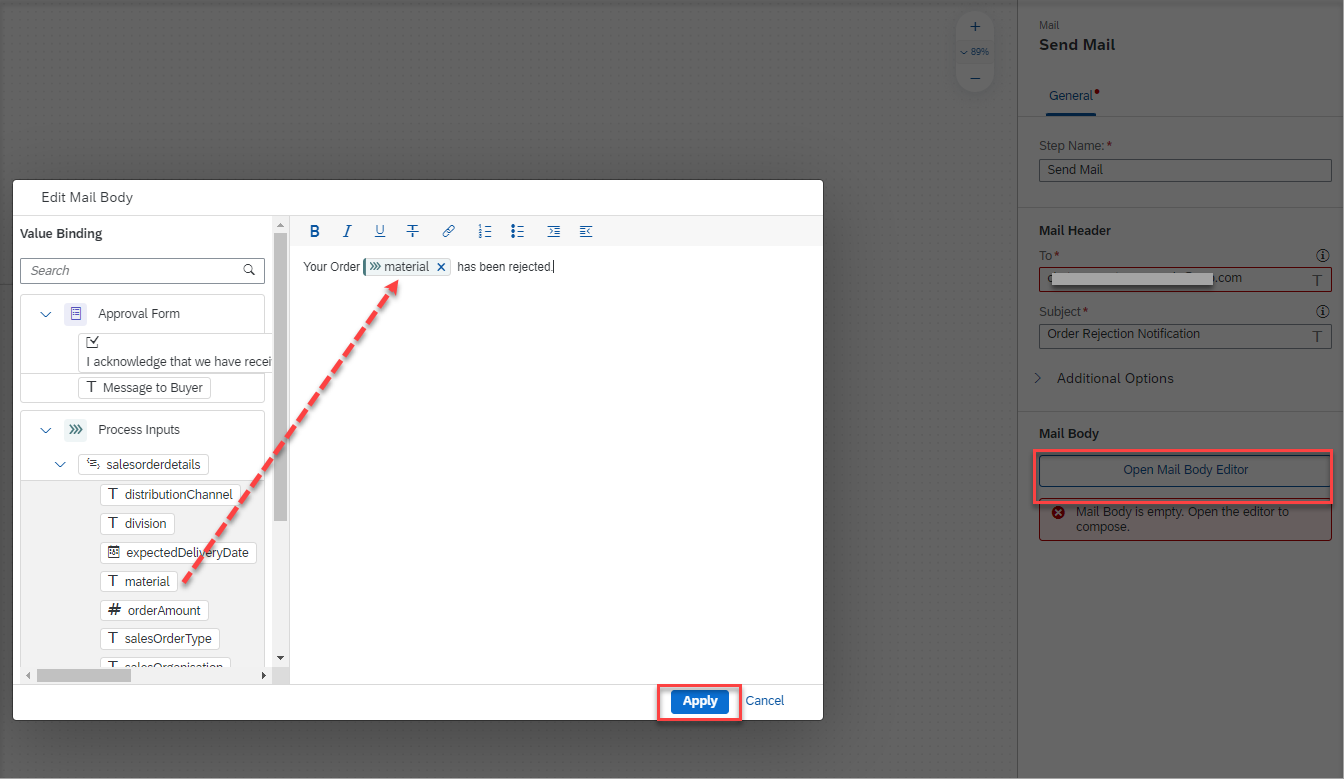 89%
Mail
Send Mail
General
Step Name:*
Send Mail
Mail Header
To*
.com
Subject*
Order Rejection Notification
Additional Options
Mail Body
Open Mail Body Editor
Mail Body is empty. Open the editor to
compose.
Edit Mail Body
Value Binding
Search
Approval Form
I acknowledge that we have recei
T Message to Buyer
Process Inputs
salesorderdetails
T distributionChannel
T division
expectedDeliveryDate
T material
# orderAmount
T salesOrderType
T salesOrganisation
B I U T
Your Order material has been rejected.
Apply Cancel